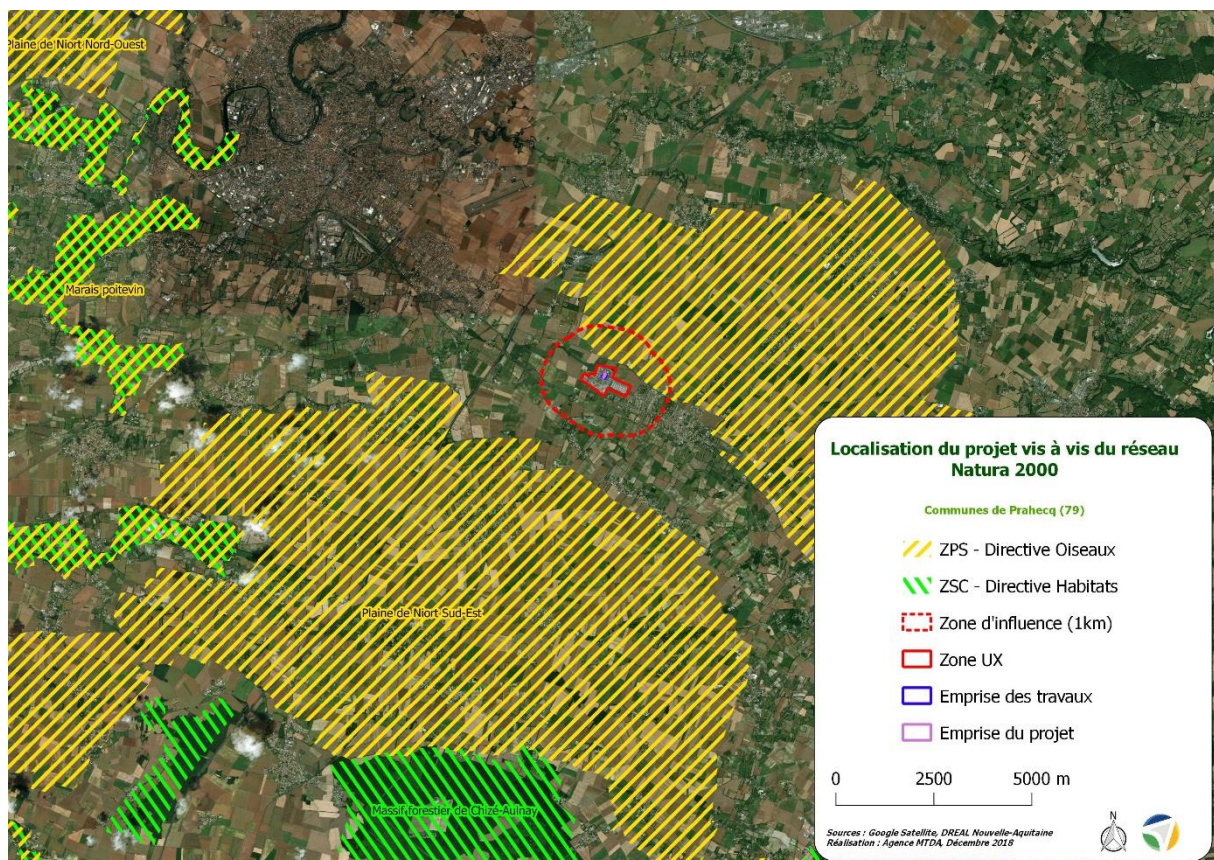 Plaine de Niort Nord-Ouest
Marais poitevin
Plaine de Niort Sud-Est
Massif forestier de Chizé-Aulnay
Localisation du projet vis à vis du réseau
Natura 2000
Communes de Prahecq (79)
ZPS - Directive Oiseaux
ZSC - Directive Habitats
Zone d'influence (1km)
Zone UX
Emprise des travaux
Emprise du projet
0 2500 5000 m
Sources : Google Satellite, DREAL Nouvelle-Aquitaine
Réalisation : Agence MTDA, Décembre 2018
N